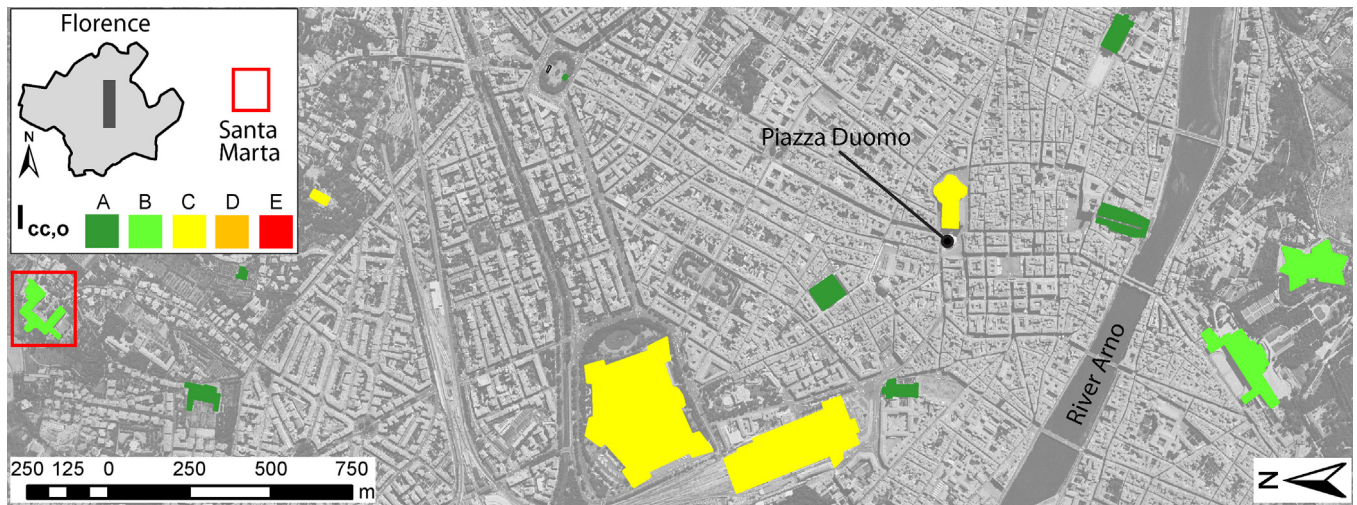 Florence
N
Santa
Marta
A B C D E
Icc,o
Piazza Duomo
River Arno
250 125 0 250 500 750
m
N